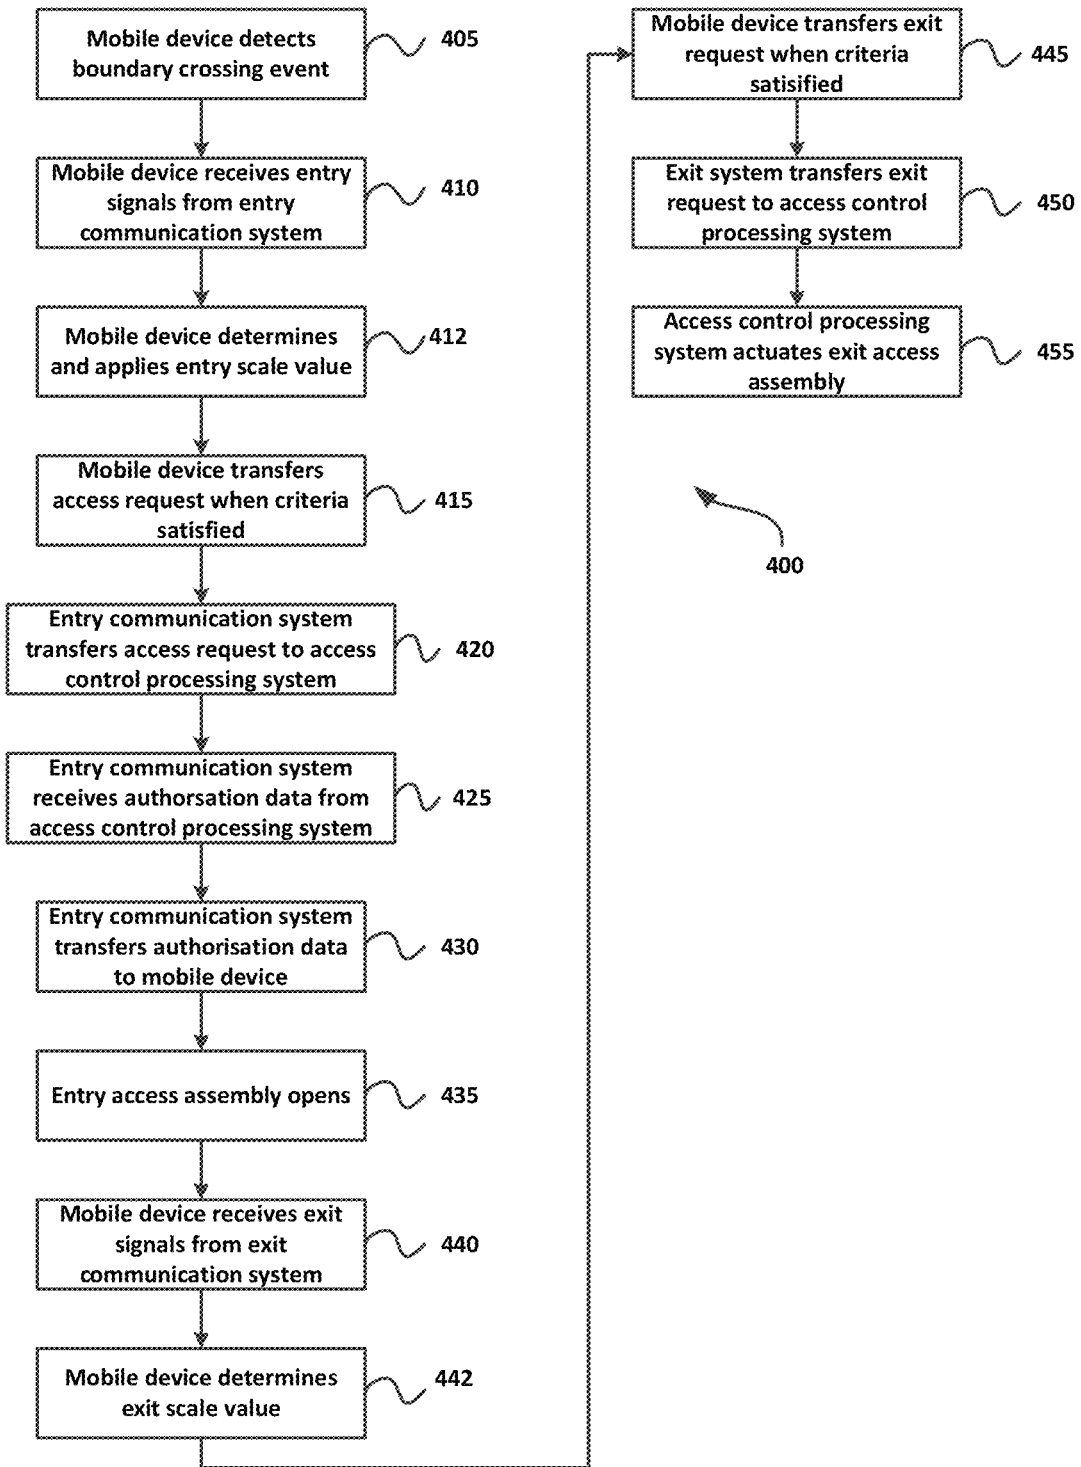 Mobile device detects
boundary crossing event
405
Mobile device receives entry
signals from entry
communication system
410
Mobile device determines
and applies entry scale value
412
Mobile device transfers
access request when criteria
satisfied
415
Entry communication system
transfers access request to access
control processing system
420
Entry communication system
receives authorsation data from
access control processing system
425
Entry communication system
transfers authorisation data
to mobile device
430
Entry access assembly opens
435
Mobile device receives exit
signals from exit
communication system
440
Mobile device determines
exit scale value
442
Mobile device transfers exit
request when criteria
satisified
445
Exit system transfers exit
request to access control
processing system
450
Access control processing
system actuates exit access
assembly
455
400